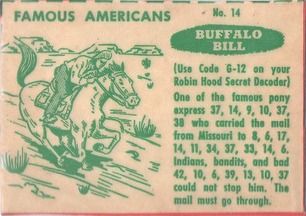 FAMOUS AMERICANS
No. 14
BUFFALO
BILL
(Use Code G-12 on your
Robin Hood Secret Decoder)
One of the famous pony
express 37, 14, 9, 10, 37,
38 who carried the mail
from Missouri to 8, 6, 17,
14, 11, 34, 37, 33, 14, 6.
Indians, bandits, and bad
42, 10, 6, 39, 13, 10, 37
could not stop him. The
mail must go through.